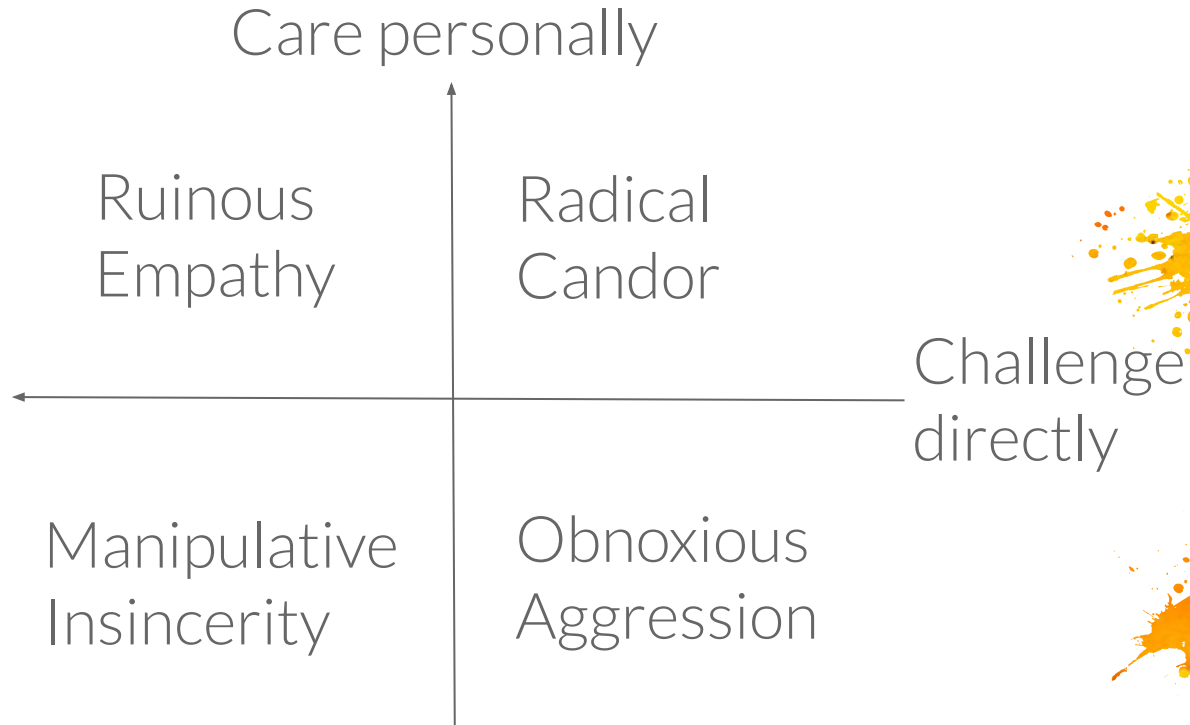 Care personally
Ruinous
Empathy
Radical
Candor
Challenge
directly
Manipulative
Insincerity
Obnoxious
Aggression